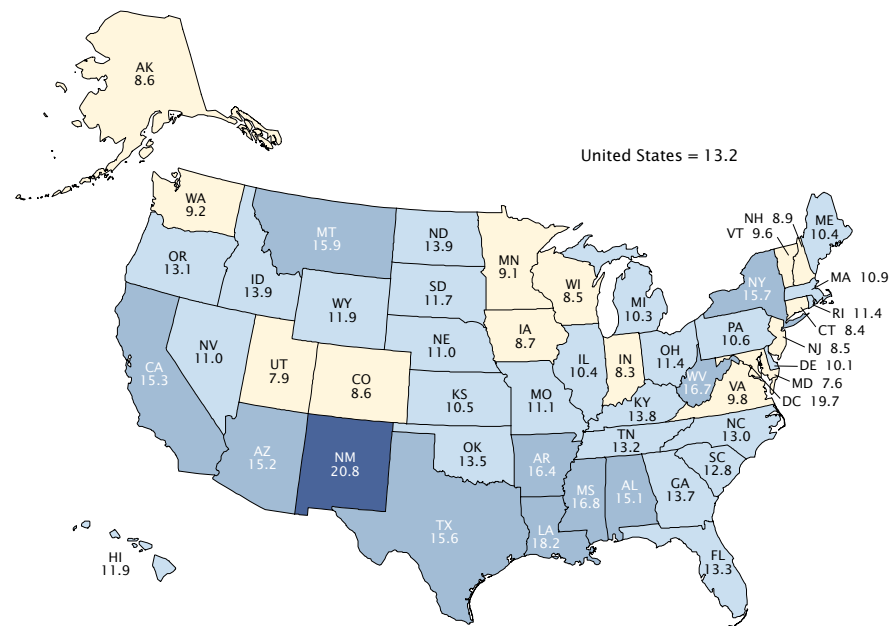 AK
8.6
United States = 13.2
WA
9.2
MT
15.9
ND
13.9
MN
9.1
NH 8.9
VT 9.6
ME
10.4
OR
13.1
ID
13.9
SD
11.7
WI
8.5
MI
10.3
NY
15.7
MA 10.9
RI 11.4
CT 8.4
NJ 8.5
DE 10.1
MD 7.6
DC 19.7
WY
11.9
NE
11.0
IA
8.7
PA
10.6
NV
11.0
UT
7.9
CO
8.6
IL
10.4
IN
8.3
OH
11.4
WV
16.7
VA
9.8
CA
15.3
KS
10.5
MO
11.1
KY
13.8
NC
13.0
TN
13.2
SC
12.8
AZ
15.2
NM
20.8
OK
13.5
AR
16.4
MS
16.8
AL
15.1
GA
13.7
TX
15.6
LA
18.2
FL
13.3
HI
11.9